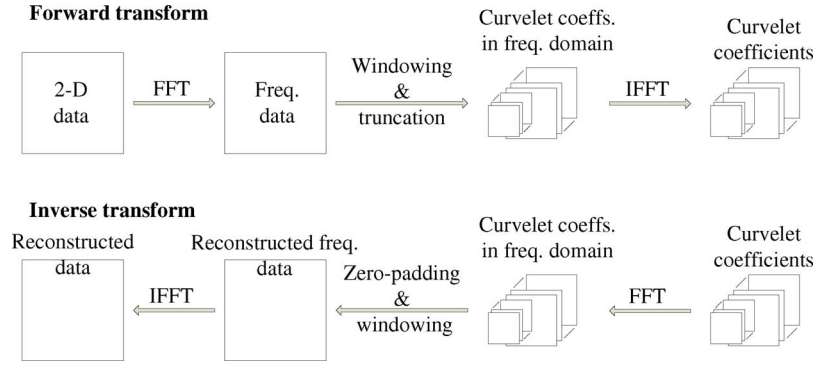 Forward transform
2-D
data
FFT
Freq.
data
Windowing
&
truncation
Curvelet coeffs.
in freq. domain
IFFT
Curvelet
coefficients
Inverse transform
Reconstructed
data
IFFT
Reconstructed freq.
data
Zero-padding
&
windowing
Curvelet coeffs.
in freq. domain
FFT
Curvelet
coefficients